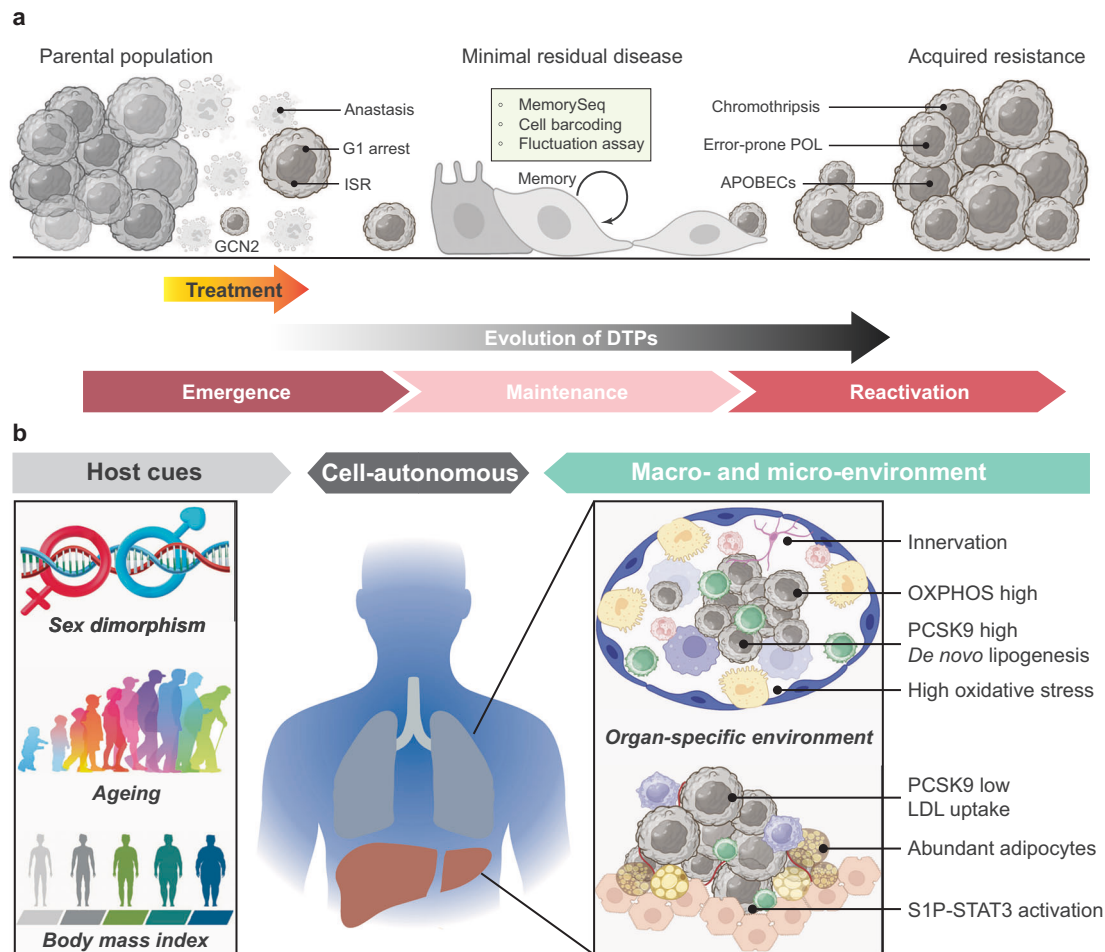 a
Parental population
Minimal residual disease
Acquired resistance
Anastasis
G1 arrest
ISR
GCN2
◦ MemorySeq
◦ Cell barcoding
◦ Fluctuation assay
Memory
Chromothripsis
Error-prone POL
APOBECs
Treatment
Evolution of DTPs
Emergence
Maintenance
Reactivation
b
Host cues
Cell-autonomous
Macro- and micro-environment
Sex dimorphism
Ageing
Body mass index
Innervation
OXPHOS high
PCSK9 high
De novo lipogenesis
High oxidative stress
Organ-specific environment
PCSK9 low
LDL uptake
Abundant adipocytes
S1P-STAT3 activation